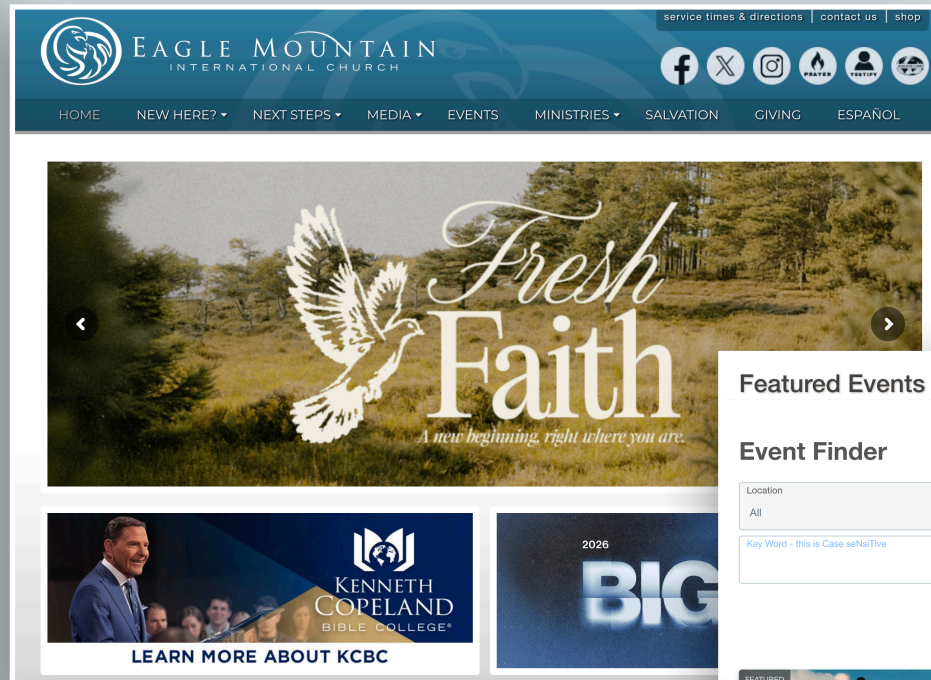 service times & directions | contact us | shop
EAGLE MOUNTAIN
INTERNATIONAL CHURCH
PRAYER
TESTIFY
HOME NEW HERE? NEXT STEPS MEDIA EVENTS MINISTRIES SALVATION GIVING ESPAÑOL
Fresh
Faith
A new beginning, right where you are.
KENNETH
COPELAND
BIBLE COLLEGE®
LEARN MORE ABOUT KCBC
2026
BIG
Featured Events
Event Finder
Location
All
Key Word - this is Case seNsiTive
FEATURED